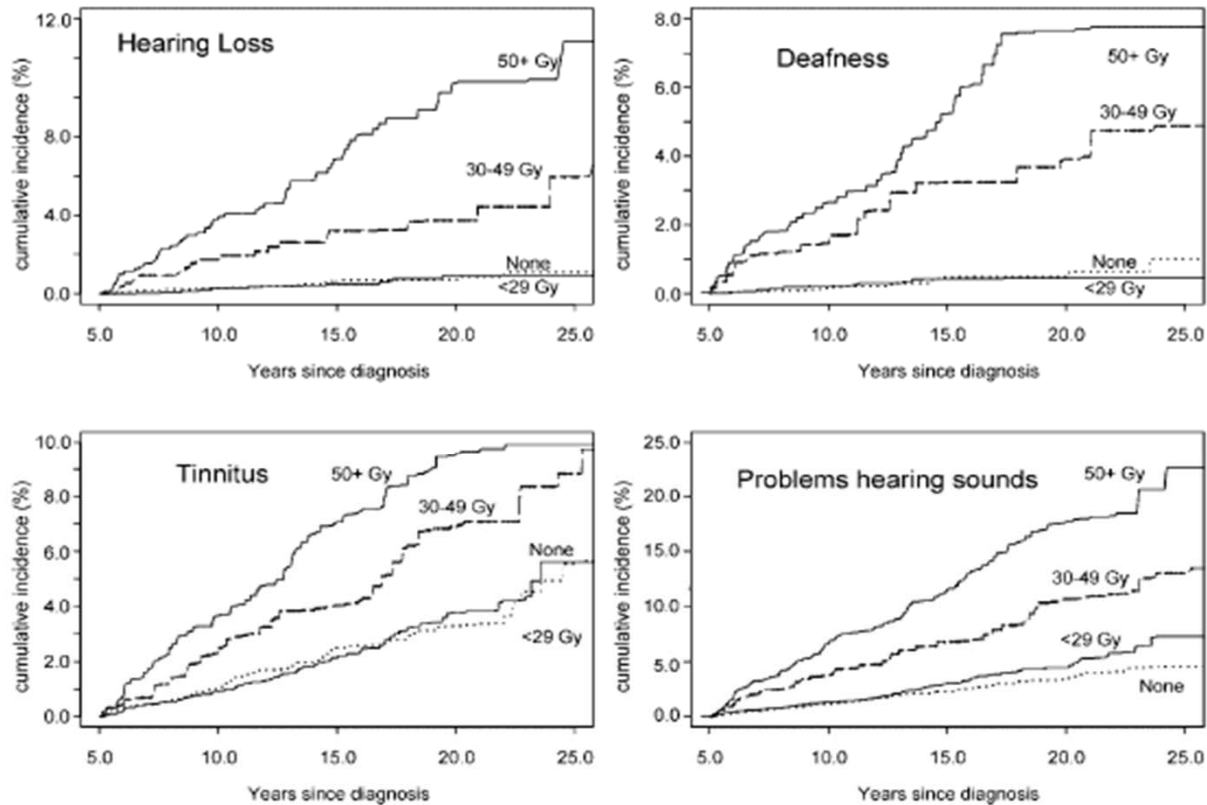 Hearing Loss
cumulative incidence (%)
12.0
8.0
4.0
0.0
50+ Gy
30-49 Gy
None
<29 Gy
5.0 10.0 15.0 20.0 25.0
Years since diagnosis
Deafness
cumulative incidence (%)
8.0
6.0
4.0
2.0
0.0
50+ Gy
30-49 Gy
None
<29 Gy
5.0 10.0 15.0 20.0 25.0
Years since diagnosis
Tinnitus
cumulative incidence (%)
10.0
8.0
6.0
4.0
2.0
0.0
50+ Gy
30-49 Gy
None
<29 Gy
5.0 10.0 15.0 20.0 25.0
Years since diagnosis
Problems hearing sounds
cumulative incidence (%)
25.0
20.0
15.0
10.0
5.0
0.0
50+ Gy
30-49 Gy
<29 Gy
None
5.0 10.0 15.0 20.0 25.0
Years since diagnosis